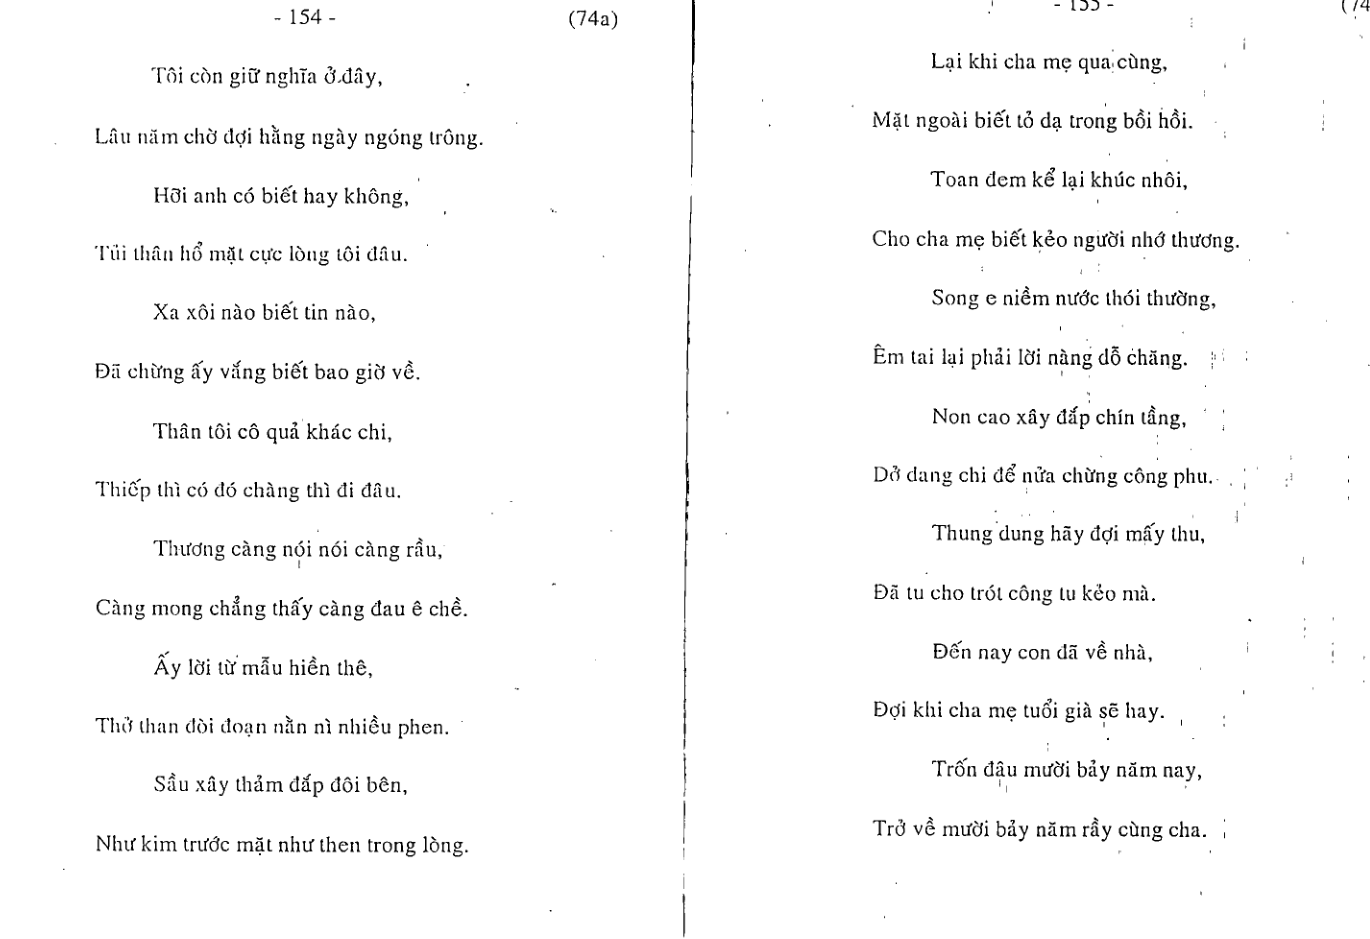 - 154 -
(74a)
Tôi còn giữ nghĩa ở đây,
Lâu năm chờ đợi hằng ngày ngóng trông.
Hỡi anh có biết hay không,
Tủi thân hổ mặt cực lòng tôi đâu.
Xa xôi nào biết tin nào,
Đã chừng ấy vắng biết bao giờ về.
Thân tôi cô quả khác chi,
Thiếp thì có đó chàng thì đi đâu.
Thương càng nói nói càng rầu,
Càng mong chẳng thấy càng đau ê chề.
Ấy lời từ mẫu hiền thê,
Thở than đòi đoạn nằn nì nhiều phen.
Sầu xây thảm đắp đôi bên,
Như kim trước mặt như then trong lòng.
- 155 -
(74
Lại khi cha mẹ qua cùng,
Mặt ngoài biết tỏ dạ trong bồi hồi.
Toan đem kể lại khúc nhôi,
Cho cha mẹ biết kẻo người nhớ thương.
Song e niềm nước thói thường,
Êm tai lại phải lời nàng dỗ chăng.
Non cao xây đắp chín tầng,
Dở dang chi để nửa chừng công phu.
Thung dung hãy đợi mấy thu,
Đã tu cho trót công tu kẻo mà.
Đến nay con đã về nhà,
Đợi khi cha mẹ tuổi già sẽ hay.
Trốn đâu mười bảy năm nay,
Trở về mười bảy năm rầy cùng cha.